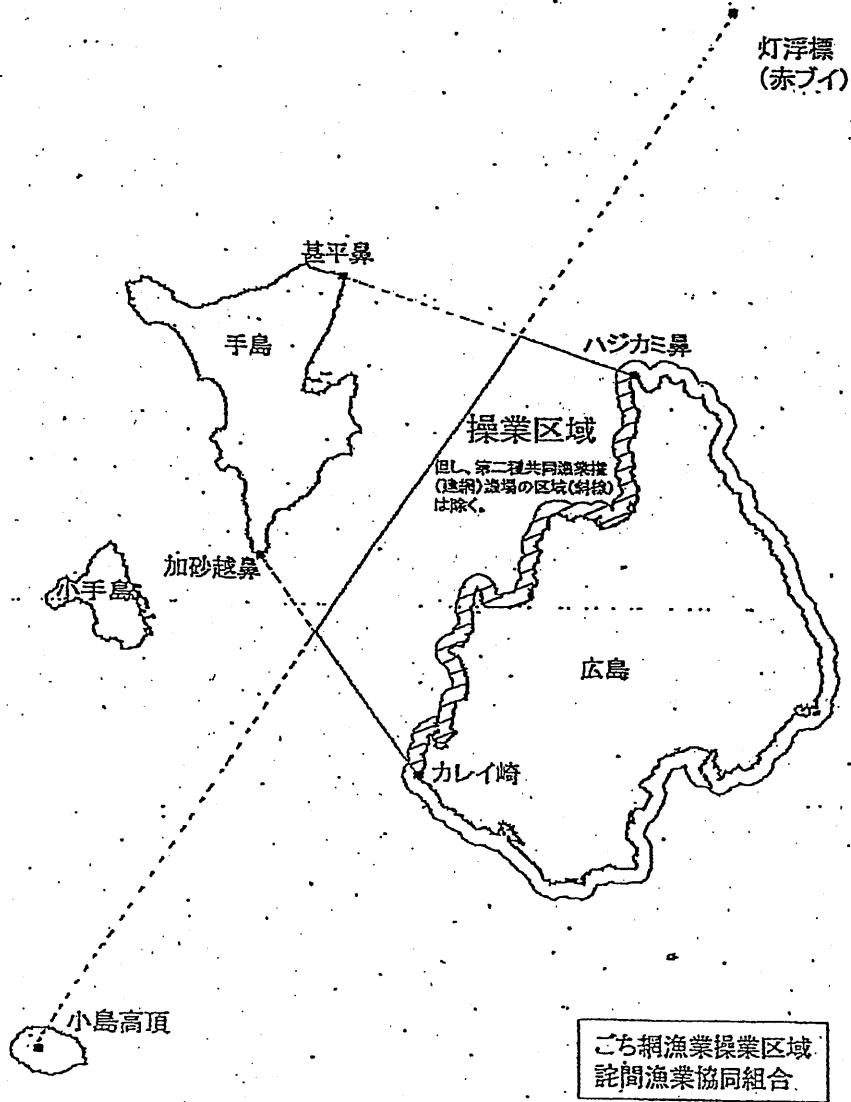 灯浮標
(赤ブイ)
甚平鼻
手島
ハジカミ鼻
操業区域
但し、第二種共同漁業権
(建網)漁場の区域(斜線)
は除く。
加砂越鼻
小手島
広島
カレイ崎
小島高頂
ごち網漁業操業区域
詫間漁業協同組合